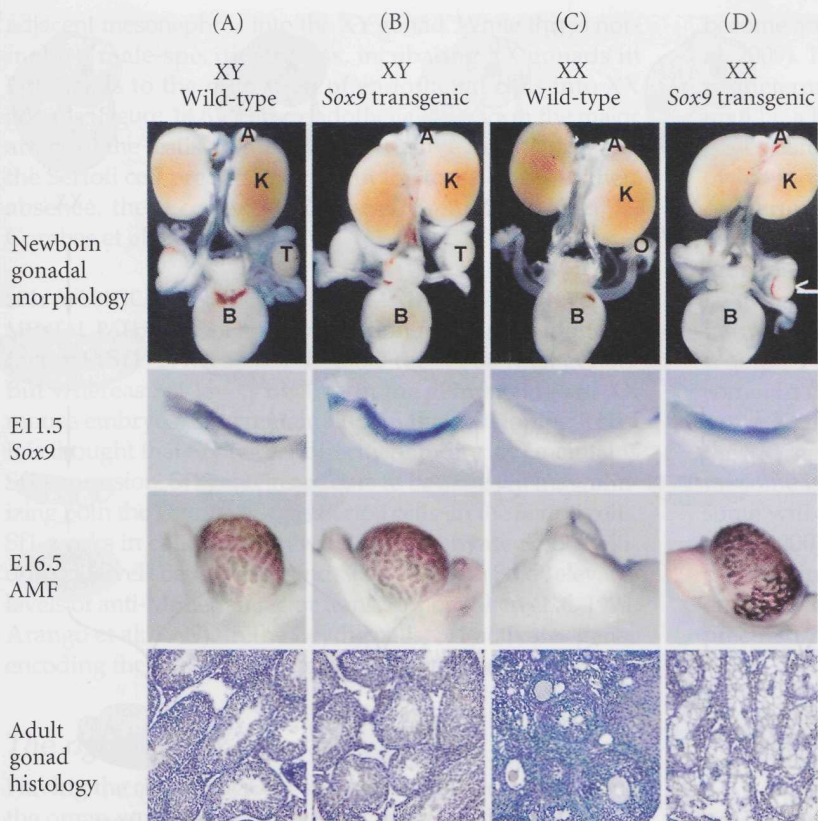 (A)
(B)
(C)
(D)
XY
Wild-type
XY
Sox9 transgenic
XX
Wild-type
XX
Sox9 transgenic
A
K
T
B
A
K
T
B
A
K
O
B
A
K
B
Newborn
gonadal
morphology
E11.5
Sox9
E16.5
AMF
Adult
gonad
histology